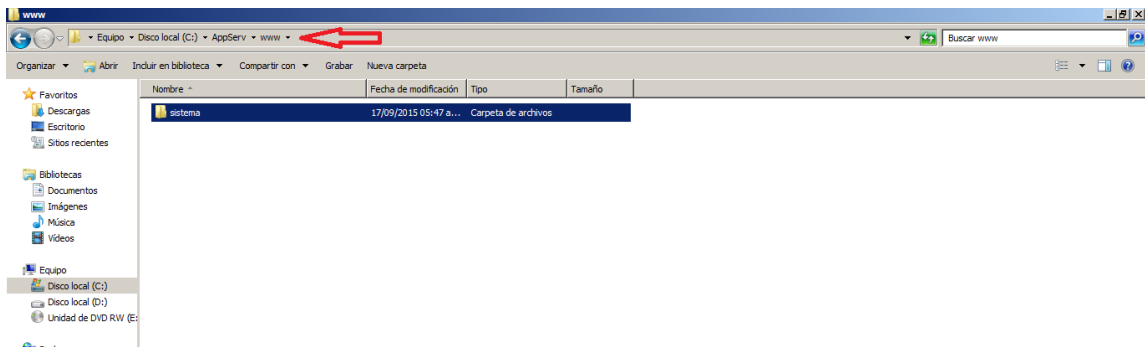 www
Equipo Disco local (C:) AppServ www Buscar www
Organizar Abrir Incluir en biblioteca Compartir con Grabar Nueva carpeta
Favoritos
Descargas
Escritorio
Sitios recientes
Bibliotecas
Documentos
Imágenes
Música
Vídeos
Equipo
Disco local (C:)
Disco local (D:)
Unidad de DVD RW (E:
Nombre Fecha de modificación Tipo Tamaño
sistema 17/09/2015 05:47 a... Carpeta de archivos